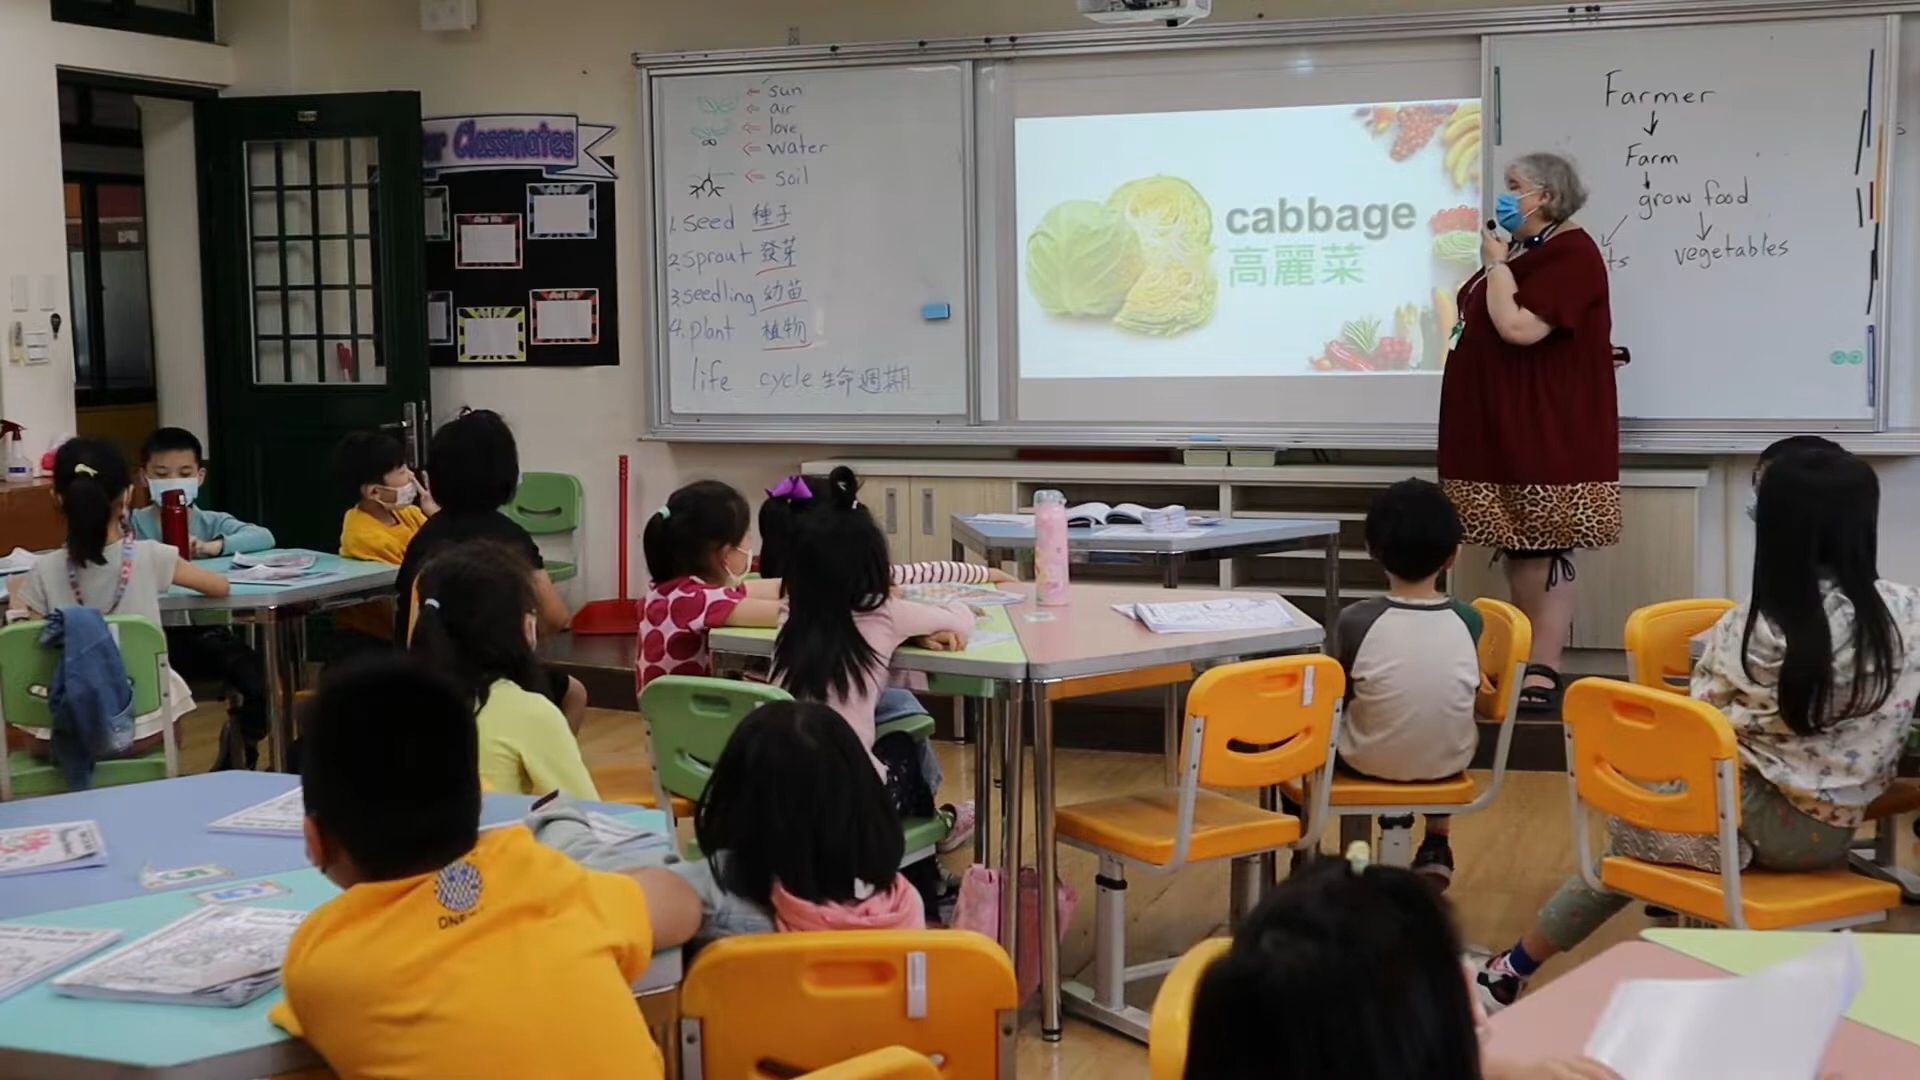 Classmates
sun
air
love
water
soil
1. seed 種子
2. sprout 發芽
3. seedling 幼苗
4. plant 植物
life cycle 生命週期
cabbage
高麗菜
Farmer
Farm
grow food
vegetables